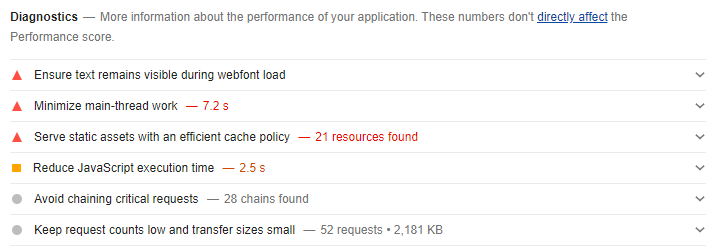 Diagnostics — More information about the performance of your application. These numbers don't directly affect the
Performance score.
Ensure text remains visible during webfont load
Minimize main-thread work — 7.2 s
Serve static assets with an efficient cache policy — 21 resources found
Reduce JavaScript execution time — 2.5 s
Avoid chaining critical requests — 28 chains found
Keep request counts low and transfer sizes small — 52 requests • 2,181 KB